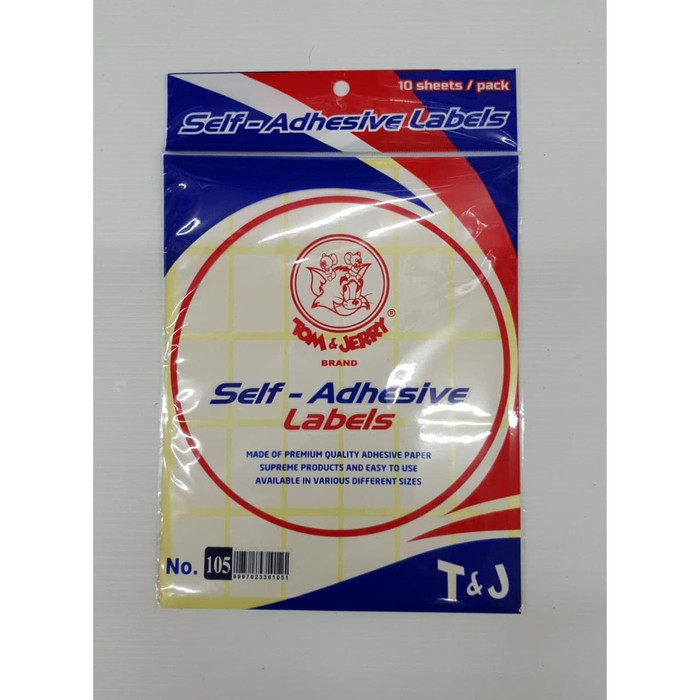 10 sheets / pack
Self-Adhesive Labels
TOM & JERRY ®
BRAND
Self - Adhesive
Labels
MADE OF PREMIUM QUALITY ADHESIVE PAPER
SUPREME PRODUCTS AND EASY TO USE
AVAILABLE IN VARIOUS DIFFERENT SIZES
No. 105
T & J